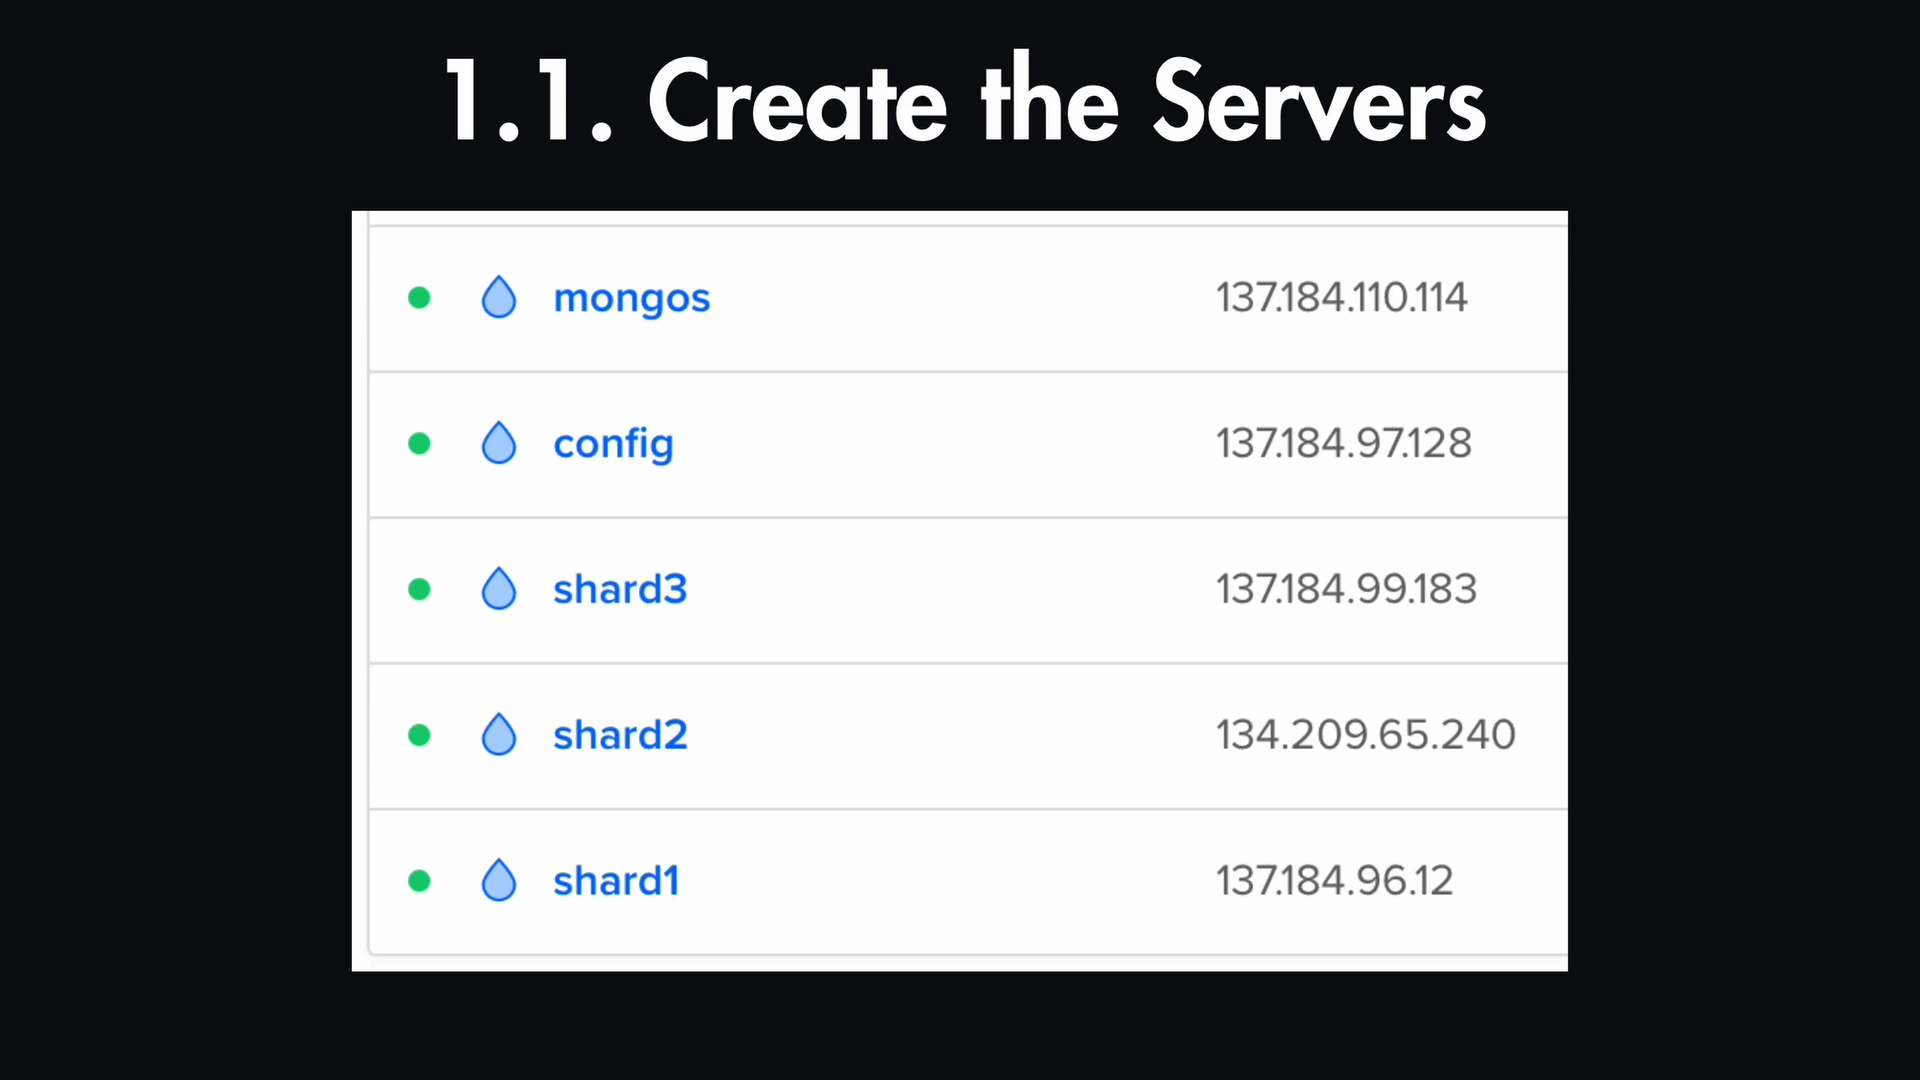 1.1. Create the Servers
mongos 137.184.110.114
config 137.184.97.128
shard3 137.184.99.183
shard2 134.209.65.240
shard1 137.184.96.12